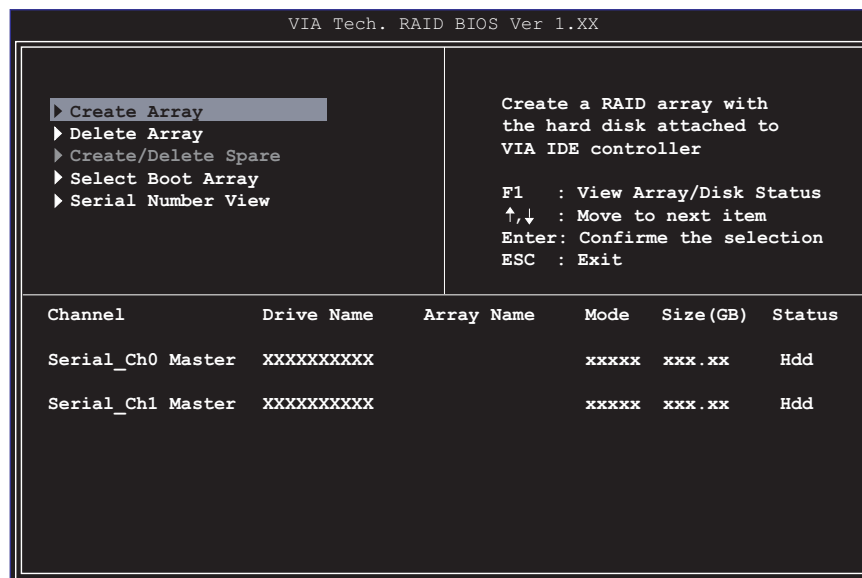 VIA Tech. RAID BIOS Ver 1.XX
Create Array
Delete Array
Create/Delete Spare
Select Boot Array
Serial Number View
Create a RAID array with
the hard disk attached to
VIA IDE controller
F1 : View Array/Disk Status
↑,↓ : Move to next item
Enter: Confirme the selection
ESC : Exit
Channel Drive Name Array Name Mode Size(GB) Status
Serial_Ch0 Master XXXXXXXXXX xxxxx xxx.xx Hdd
Serial_Ch1 Master XXXXXXXXXX xxxxx xxx.xx Hdd